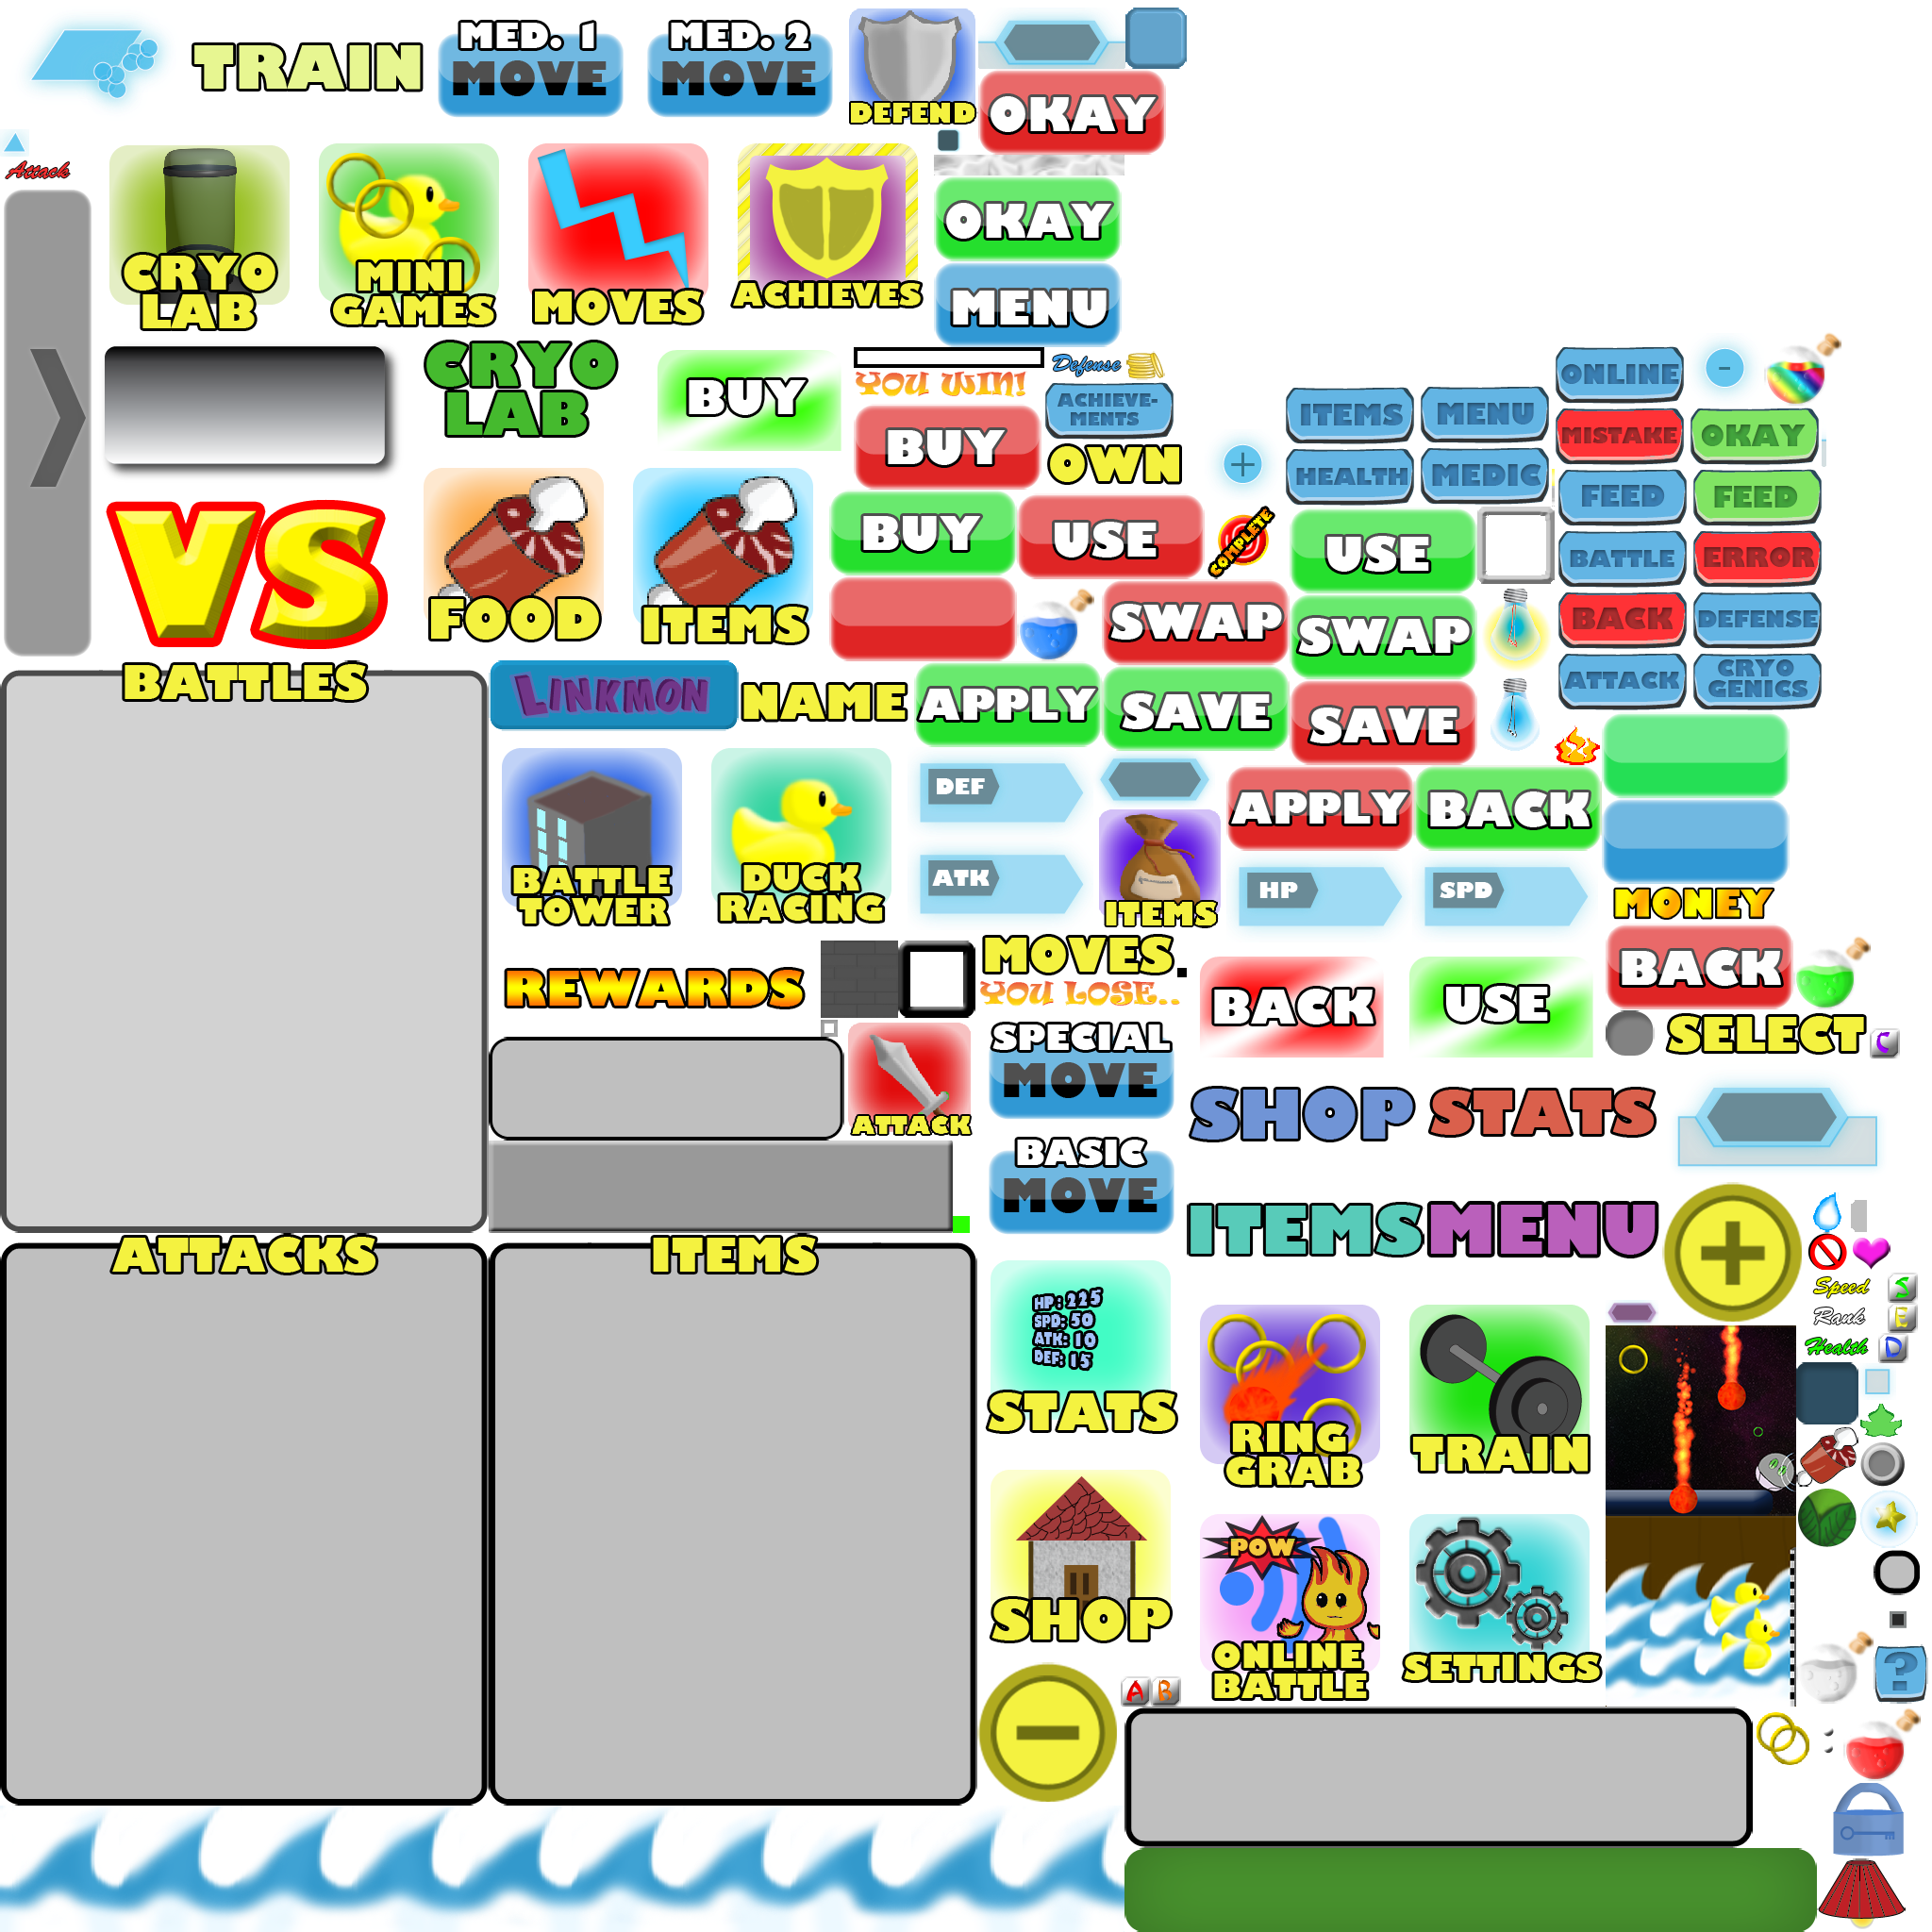 TRAIN
MED. 1
MOVE
MED. 2
MOVE
DEFEND
OKAY
Attack
CRYO
LAB
MINI
GAMES
MOVES
ACHIEVES
OKAY
MENU
CRYO
LAB
BUY
YOU WIN!
Defense
ACHIEVE-
MENTS
BUY
OWN
ITEMS
MENU
HEALTH
MEDIC
ONLINE
-
MISTAKE
OKAY
FEED
FEED
BATTLE
ERROR
BACK
DEFENSE
ATTACK
CRYO
GENICS
+
VS
FOOD
ITEMS
BUY
USE
COMPLETE
USE
SWAP
SWAP
BATTLES
LINKMON
NAME
APPLY
SAVE
SAVE
BATTLE
TOWER
DUCK
RACING
DEF
ATK
ITEMS
APPLY
BACK
HP
SPD
MONEY
REWARDS
MOVES.
YOU LOSE..
BACK
USE
BACK
SELECT
C
ATTACK
SPECIAL
MOVE
BASIC
MOVE
SHOP
STATS
ITEMS
MENU
ATTACKS
ITEMS
HP: 225
SPD: 50
ATK: 10
DEF: 15
STATS
RING
GRAB
TRAIN
Speed
S
Rank
E
Health
D
SHOP
POW
ONLINE
BATTLE
SETTINGS
A
B
?